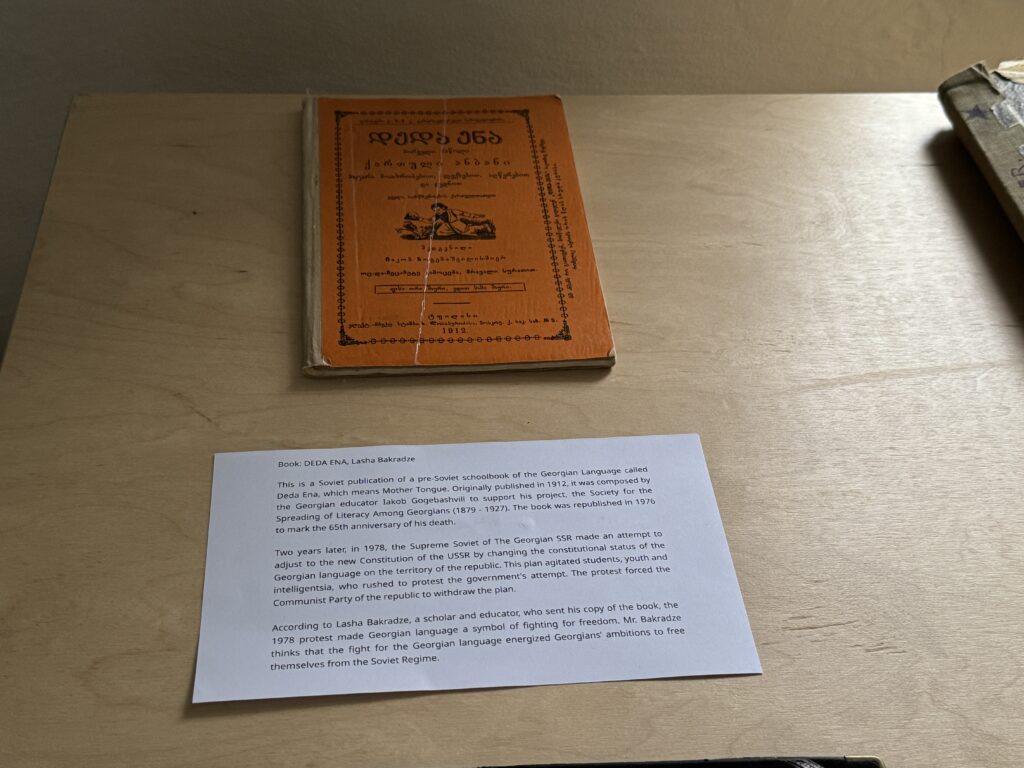 დედა ენა
ქართული ანბანი
და
შედგენილი
ტფილისი
1912
Book: DEDA ENA, Lasha Bakradze
This is a Soviet publication of a pre-Soviet schoolbook of the Georgian Language called
Deda Ena, which means Mother Tongue. Originally published in 1912, it was composed by
the Georgian educator Iakob Gogebashvili to support his project, the Society for the
Spreading of Literacy Among Georgians (1879 - 1927). The book was republished in 1976
to mark the 65th anniversary of his death.
Two years later, in 1978, the Supreme Soviet of The Georgian SSR made an attempt to
adjust to the new Constitution of the USSR by changing the constitutional status of the
Georgian language on the territory of the republic. This plan agitated students, youth and
intelligentsia, who rushed to protest the government's attempt. The protest forced the
Communist Party of the republic to withdraw the plan.
According to Lasha Bakradze, a scholar and educator, who sent his copy of the book, the
1978 protest made Georgian language a symbol of fighting for freedom. Mr. Bakradze
thinks that the fight for the Georgian language energized Georgians' ambitions to free
themselves from the Soviet Regime.